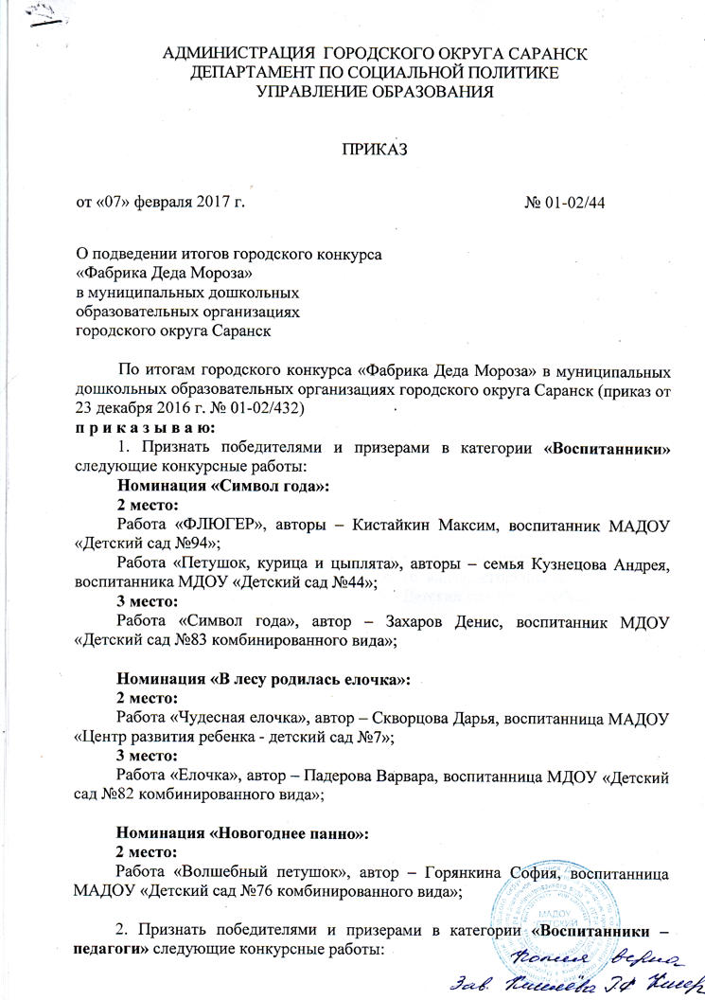 АДМИНИСТРАЦИЯ ГОРОДСКОГО ОКРУГА САРАНСК
ДЕПАРТАМЕНТ ПО СОЦИАЛЬНОЙ ПОЛИТИКЕ
УПРАВЛЕНИЕ ОБРАЗОВАНИЯ
ПРИКАЗ
от «07» февраля 2017 г. № 01-02/44
О подведении итогов городского конкурса
«Фабрика Деда Мороза»
в муниципальных дошкольных
образовательных организациях
городского округа Саранск
По итогам городского конкурса «Фабрика Деда Мороза» в муниципальных
дошкольных образовательных организациях городского округа Саранск (приказ от
23 декабря 2016 г. № 01-02/432)
п р и к а з ы в а ю:
1. Признать победителями и призерами в категории «Воспитанники»
следующие конкурсные работы:
Номинация «Символ года»:
2 место:
Работа «ФЛЮГЕР», авторы – Кистайкин Максим, воспитанник МАДОУ
«Детский сад №94»;
Работа «Петушок, курица и цыплята», авторы – семья Кузнецова Андрея,
воспитанника МДОУ «Детский сад №44»;
3 место:
Работа «Символ года», автор – Захаров Денис, воспитанник МДОУ
«Детский сад №83 комбинированного вида»;
Номинация «В лесу родилась елочка»:
2 место:
Работа «Чудесная елочка», автор – Скворцова Дарья, воспитанница МАДОУ
«Центр развития ребенка - детский сад №7»;
3 место:
Работа «Елочка», автор – Падерова Варвара, воспитанница МДОУ «Детский
сад №82 комбинированного вида»;
Номинация «Новогоднее панно»:
2 место:
Работа «Волшебный петушок», автор – Горянкина София, воспитанница
МАДОУ «Детский сад №76 комбинированного вида»;
2. Признать победителями и призерами в категории «Воспитанники –
педагоги» следующие конкурсные работы:
МАДОУ
ДЕТСКИЙ
копия верна
Зав.